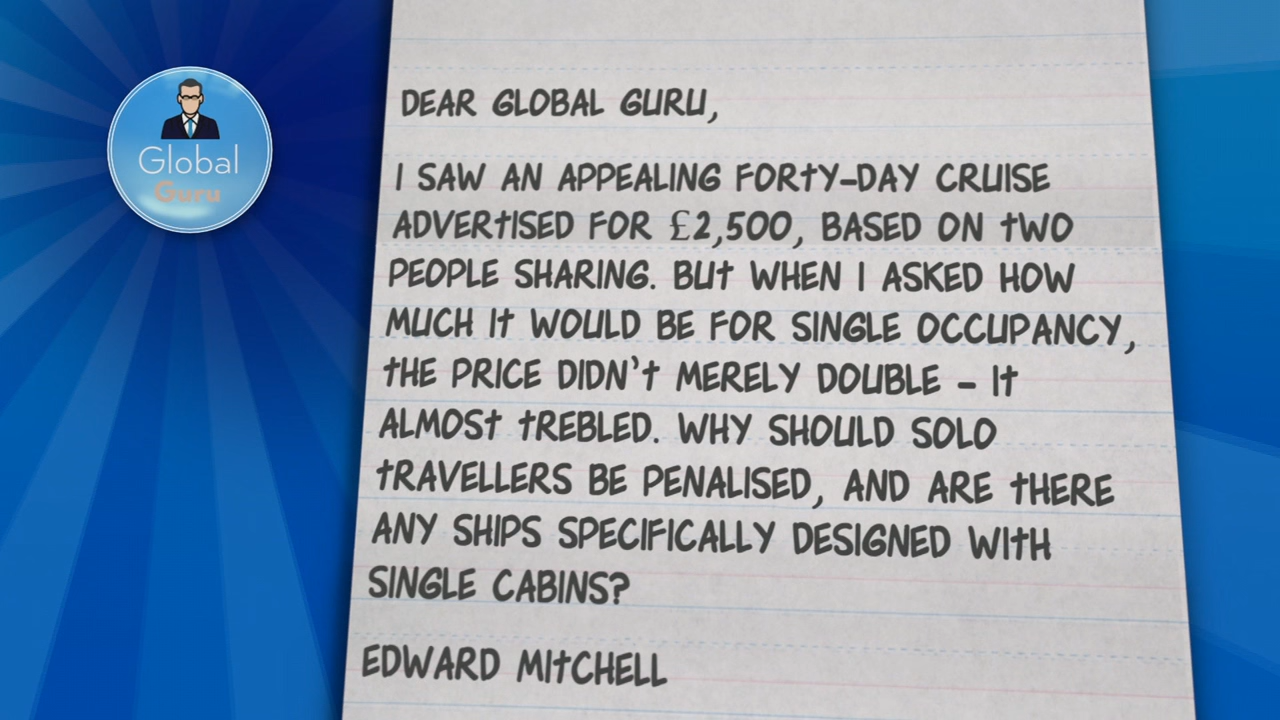 Global
Guru
DEAR GLOBAL GURU,
I SAW AN APPEALING FORTY-DAY CRUISE
ADVERTISED FOR £2,500, BASED ON TWO
PEOPLE SHARING. BUT WHEN I ASKED HOW
MUCH IT WOULD BE FOR SINGLE OCCUPANCY,
THE PRICE DIDN'T MERELY DOUBLE – IT
ALMOST TREBLED. WHY SHOULD SOLO
TRAVELLERS BE PENALISED, AND ARE THERE
ANY SHIPS SPECIFICALLY DESIGNED WITH
SINGLE CABINS?
EDWARD MITCHELL